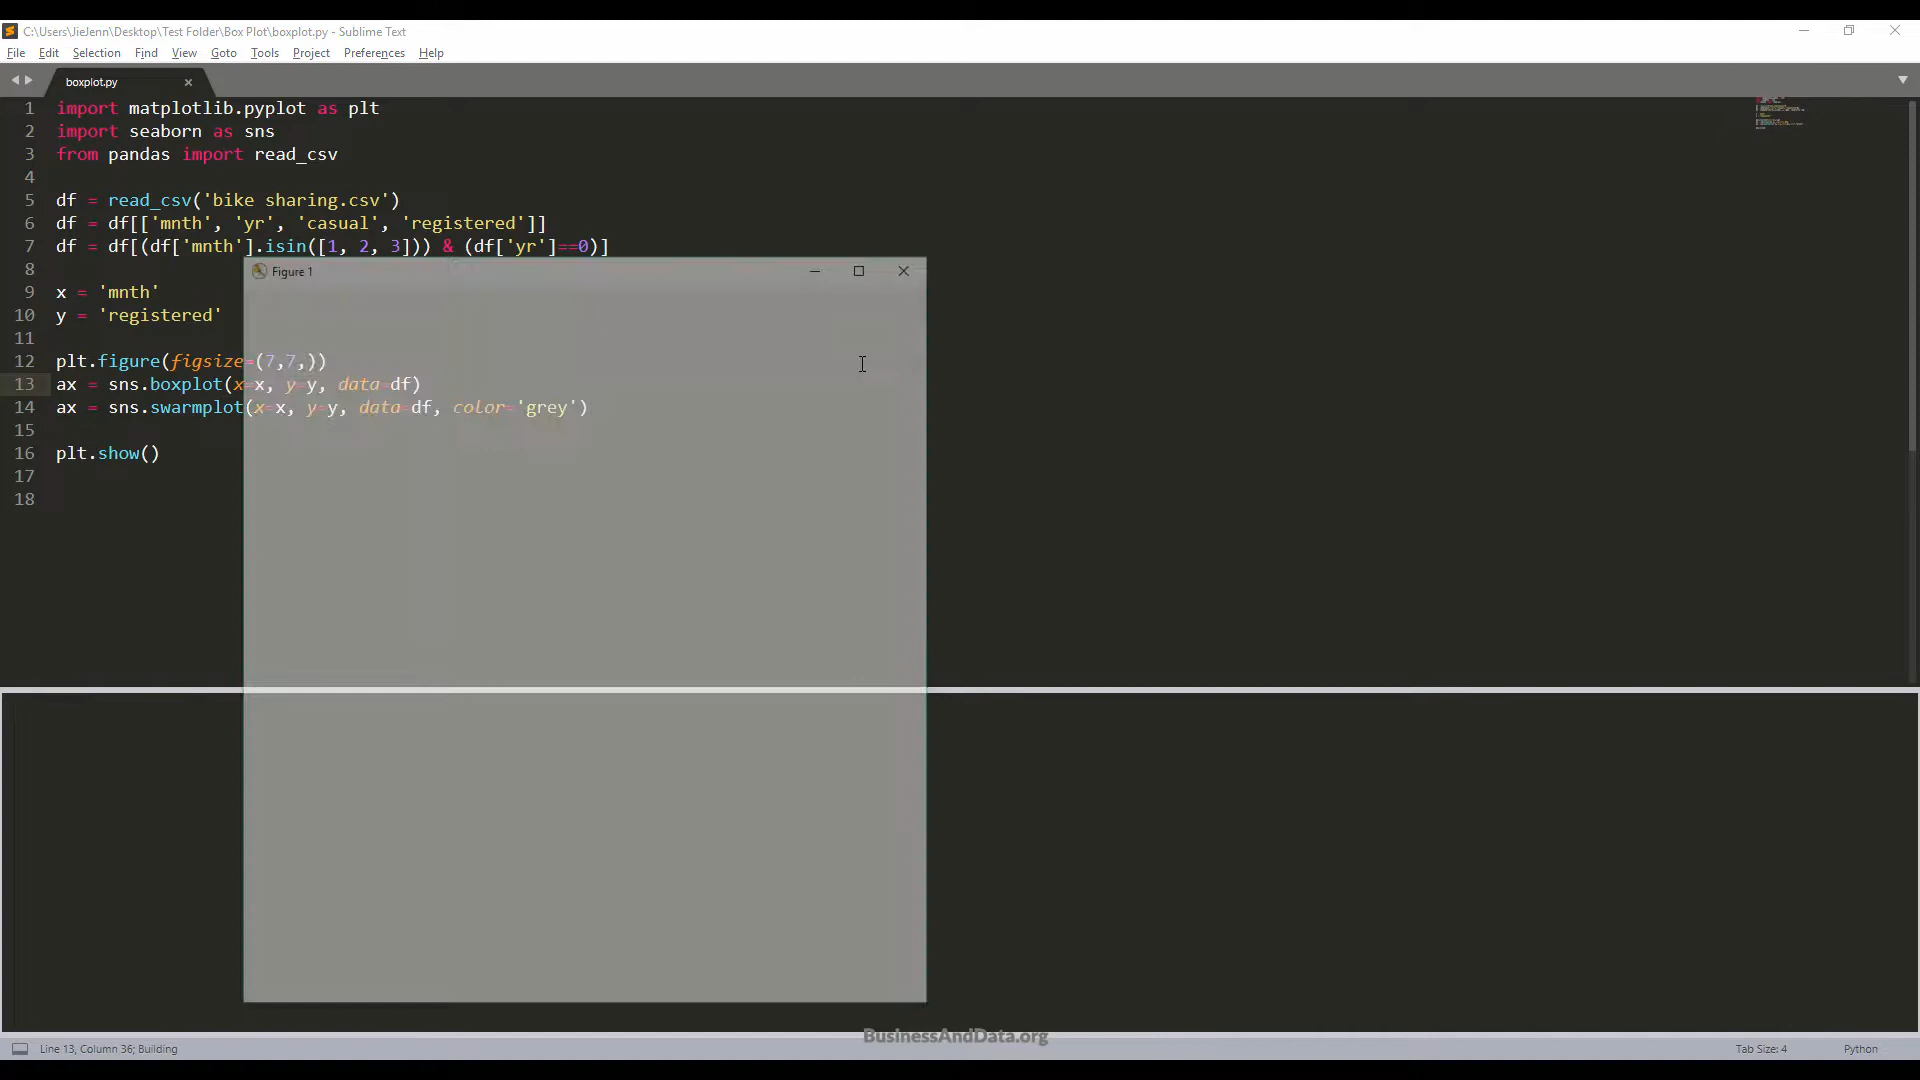 C:\Users\JieJenn\Desktop\Test Folder\Box Plot\boxplot.py - Sublime Text
File Edit Selection Find View Goto Tools Project Preferences Help
boxplot.py
1 import matplotlib.pyplot as plt
2 import seaborn as sns
3 from pandas import read_csv
4
5 df = read_csv('bike sharing.csv')
6 df = df[['mnth', 'yr', 'casual', 'registered']]
7 df = df[(df['mnth'].isin([1, 2, 3])) & (df['yr']==0)]
8
Figure 1
9 x = 'mnth'
10 y = 'registered'
11
12 plt.figure(figsize=(7,7,))
13 ax = sns.boxplot(x=x, y=y, data=df)
14 ax = sns.swarmplot(x=x, y=y, data=df, color='grey')
15
16 plt.show()
17
18
BusinessAndData.org
Line 13, Column 36; Building
Tab Size: 4
Python